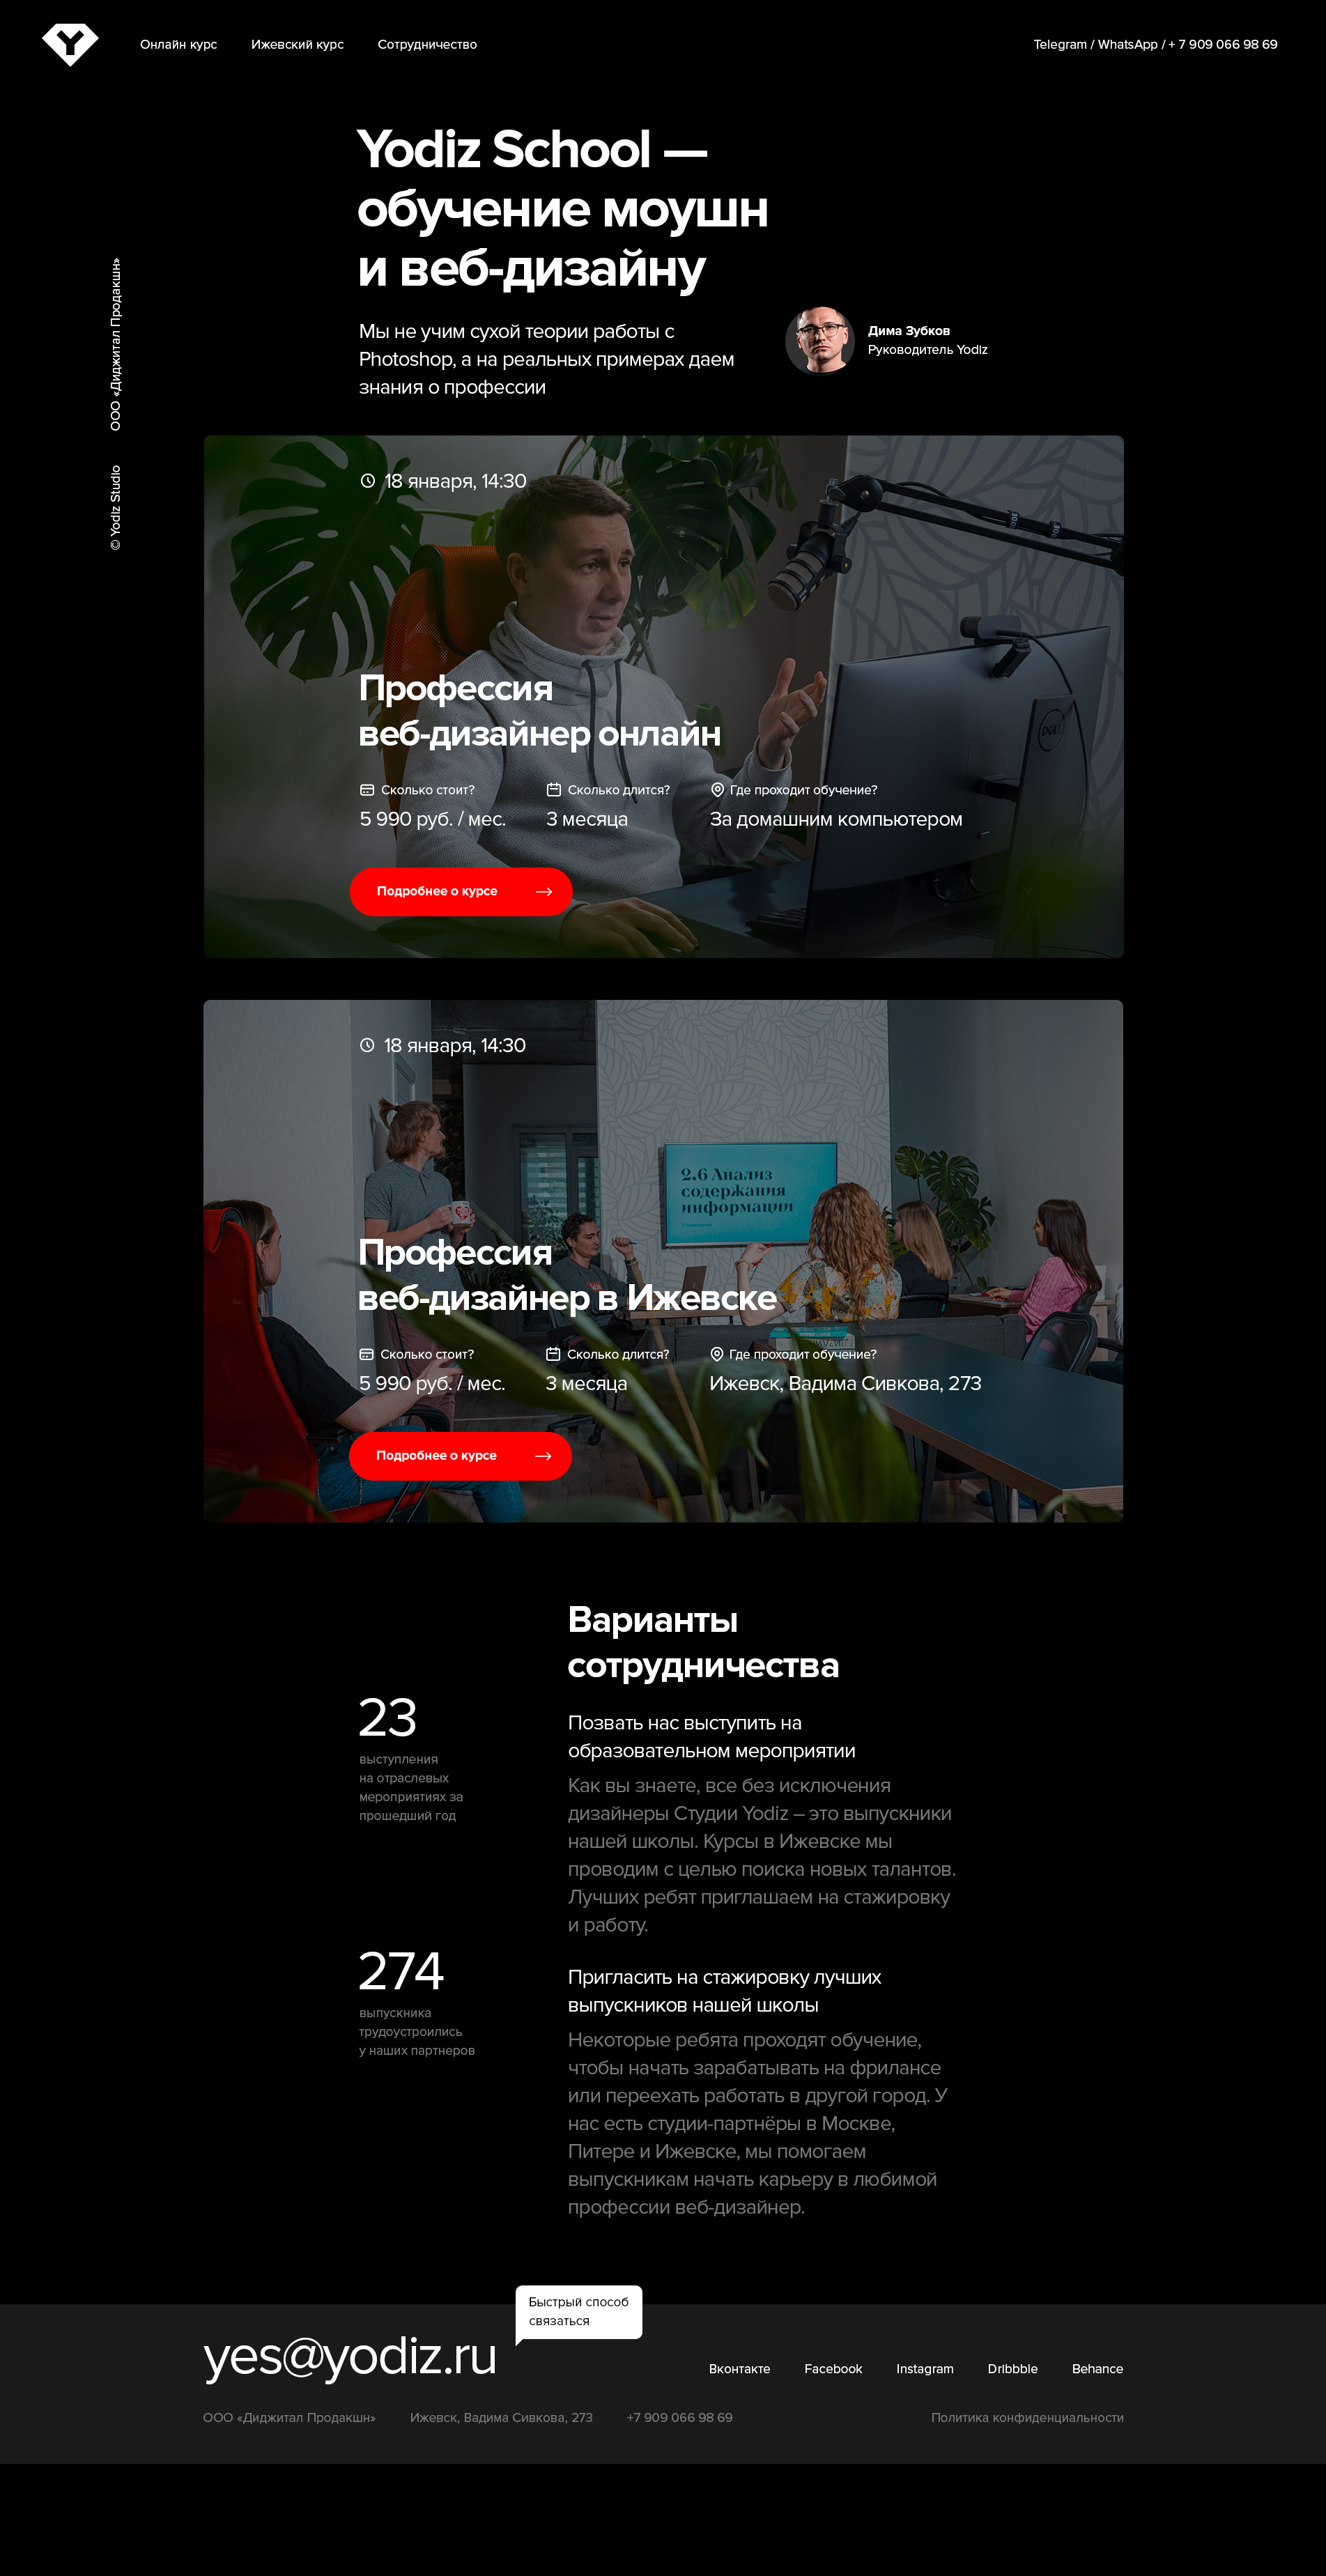 Онлайн курс
Ижевский курс
Сотрудничество
Telegram / WhatsApp / + 7 909 066 98 69
Yodiz School —
обучение моушн
и веб-дизайну
Мы не учим сухой теории работы с
Photoshop, а на реальных примерах даем
знания о профессии
Дима Зубков
Руководитель Yodiz
© Yodiz Studio
ООО «Диджитал Продакшн»
18 января, 14:30
DELL
Профессия
веб-дизайнер онлайн
Сколько стоит?
5 990 руб. / мес.
Сколько длится?
3 месяца
Где проходит обучение?
За домашним компьютером
Подробнее о курсе
18 января, 14:30
2.6 Анализ
содержания
информации
Профессия
веб-дизайнер в Ижевске
Сколько стоит?
5 990 руб. / мес.
Сколько длится?
3 месяца
Где проходит обучение?
Ижевск, Вадима Сивкова, 273
Подробнее о курсе
Варианты
сотрудничества
23
выступления
на отраслевых
мероприятиях за
прошедший год
Позвать нас выступить на
образовательном мероприятии
Как вы знаете, все без исключения
дизайнеры Студии Yodiz – это выпускники
нашей школы. Курсы в Ижевске мы
проводим с целью поиска новых талантов.
Лучших ребят приглашаем на стажировку
и работу.
274
выпускника
трудоустроились
у наших партнеров
Пригласить на стажировку лучших
выпускников нашей школы
Некоторые ребята проходят обучение,
чтобы начать зарабатывать на фрилансе
или переехать работать в другой город. У
нас есть студии-партнёры в Москве,
Питере и Ижевске, мы помогаем
выпускникам начать карьеру в любимой
профессии веб-дизайнер.
Быстрый способ
связаться
yes@yodiz.ru
Вконтакте
Facebook
Instagram
Dribbble
Behance
ООО «Диджитал Продакшн»
Ижевск, Вадима Сивкова, 273
+7 909 066 98 69
Политика конфиденциальности